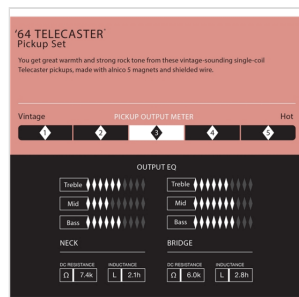 '64 TELECASTER®
Pickup Set
You get great warmth and strong rock tone from these vintage-sounding single-coil
Telecaster pickups, made with alnico 5 magnets and shielded wire.
Vintage PICKUP OUTPUT METER Hot
1 2 3 4 5
OUTPUT EQ
Treble Treble
Mid Mid
Bass Bass
NECK BRIDGE
DC RESISTANCE INDUCTANCE DC RESISTANCE INDUCTANCE
Ω 7.4k L 2.1h Ω 6.0k L 2.8h